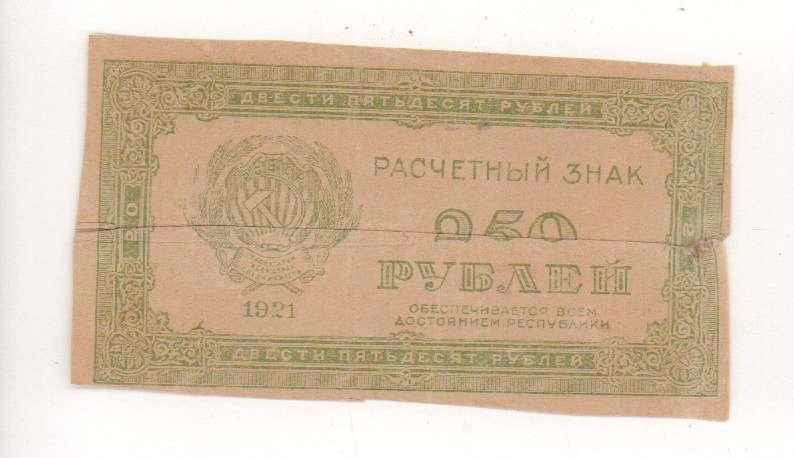 ДВЕСТИ ПЯТЬДЕСЯТ РУБЛЕЙ
РАСЧЕТНЫЙ ЗНАК
250
РУБЛЕЙ
1921
ОБЕСПЕЧИВАЕТСЯ ВСЕМ
ДОСТОЯНИЕМ РЕСПУБЛИКИ
ДВЕСТИ ПЯТЬДЕСЯТ РУБЛЕЙ